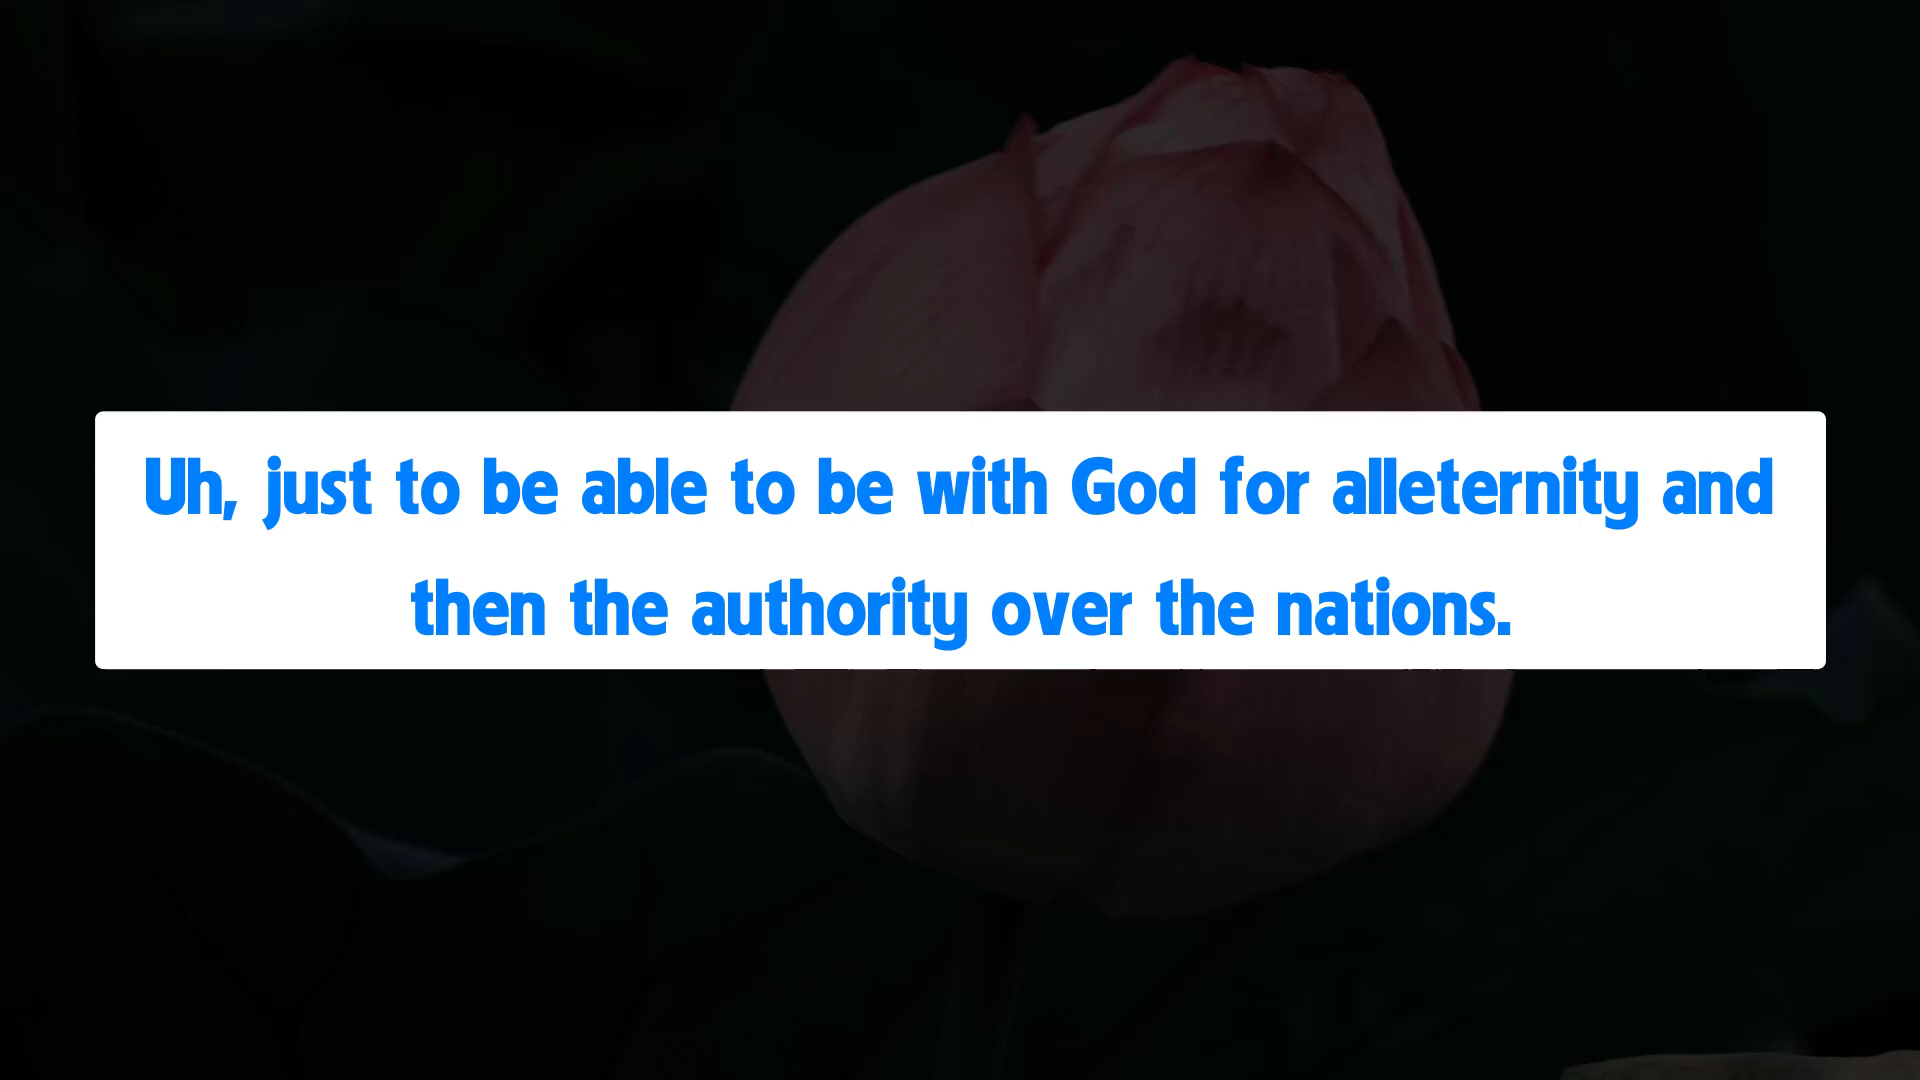 Uh, just to be able to be with God for alleternity and
then the authority over the nations.